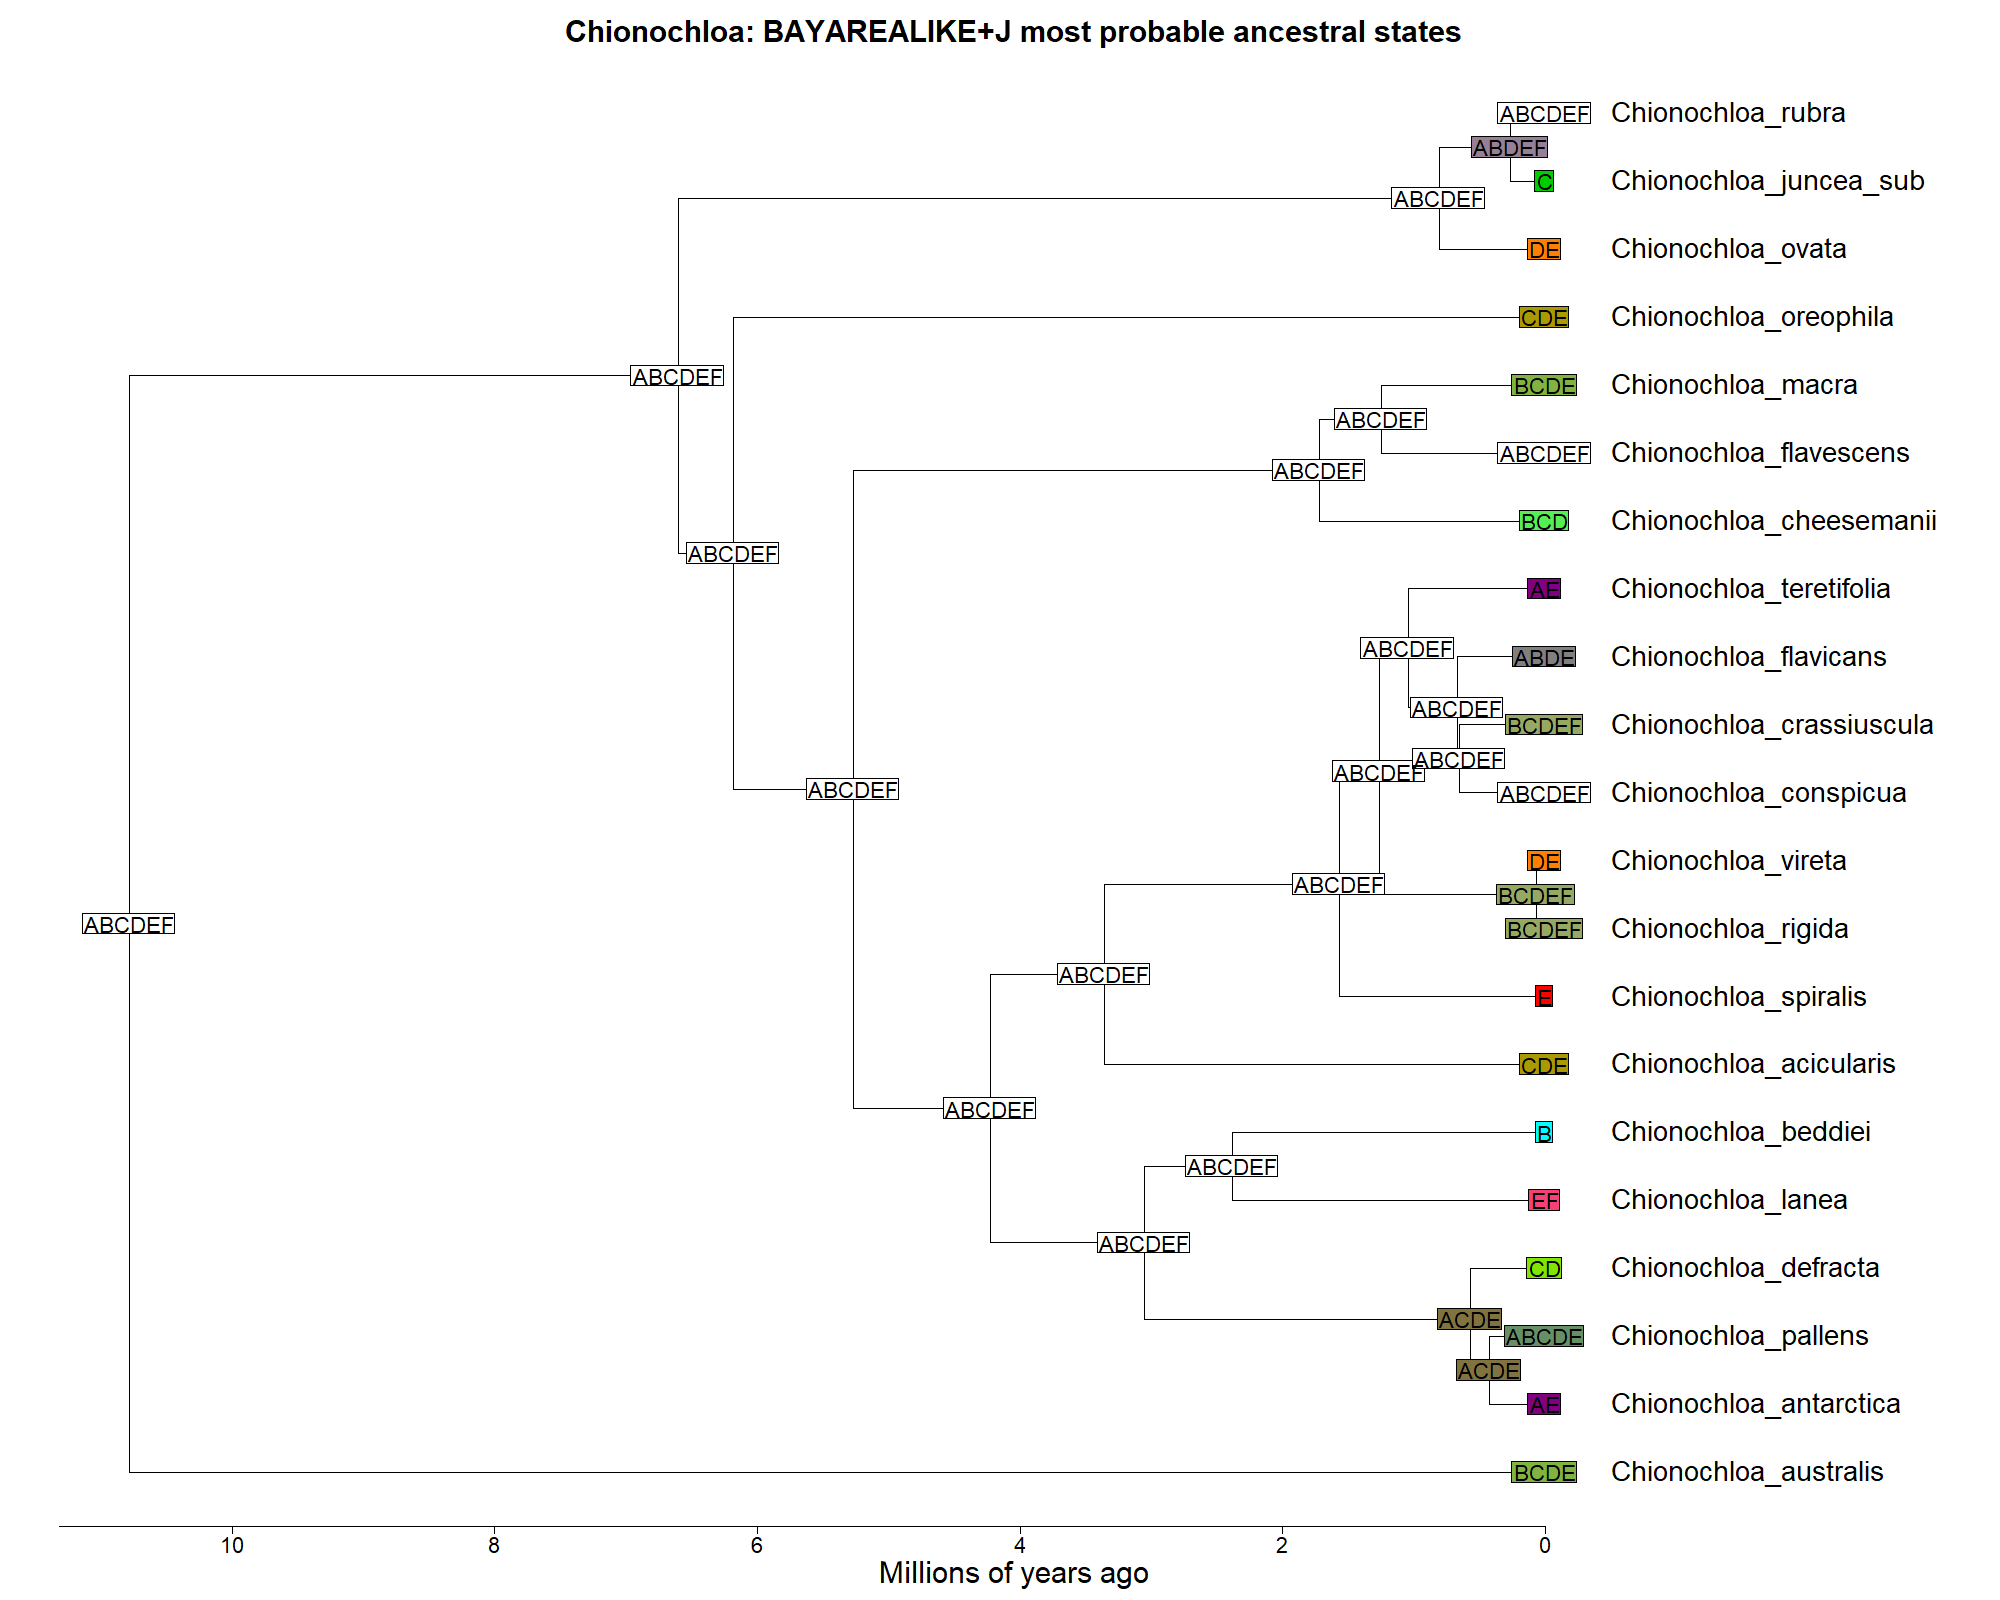 Chionochloa: BAYAREALIKE+J most probable ancestral states
ABCDEF Chionochloa_rubra
ABDEF
C Chionochloa_juncea_sub
ABCDEF
DE Chionochloa_ovata
CDE Chionochloa_oreophila
ABCDEF
BCDE Chionochloa_macra
ABCDEF
ABCDEF Chionochloa_flavescens
ABCDEF
BCD Chionochloa_cheesemanii
ABCDEF
AE Chionochloa_teretifolia
ABCDEF
ABDE Chionochloa_flavicans
ABCDEF
BCDEF Chionochloa_crassiuscula
ABCDEF
ABCDEF
ABCDEF
ABCDEF Chionochloa_conspicua
DE Chionochloa_vireta
ABCDEF
BCDEF
ABCDEF
BCDEF Chionochloa_rigida
ABCDEF
E Chionochloa_spiralis
CDE Chionochloa_acicularis
ABCDEF
B Chionochloa_beddiei
ABCDEF
EF Chionochloa_lanea
ABCDEF
CD Chionochloa_defracta
ACDE
ABCDE Chionochloa_pallens
ACDE
AE Chionochloa_antarctica
BCDE Chionochloa_australis
10 8 6 4 2 0
Millions of years ago